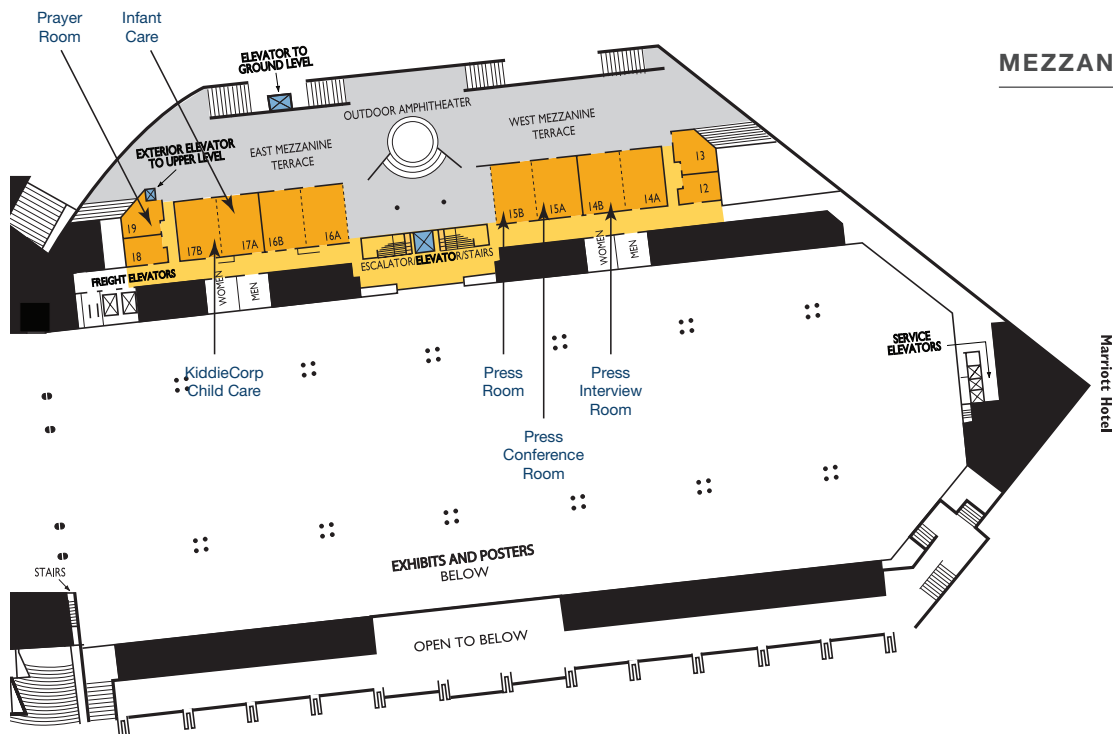 Prayer
Room
Infant
Care
ELEVATOR TO
GROUND LEVEL
MEZZAN
OUTDOOR AMPHITHEATER
WEST MEZZANINE
TERRACE
EXTERIOR ELEVATOR
TO UPPER LEVEL
EAST MEZZANINE
TERRACE
13
12
19
18
17B
17A
16B
16A
15B
15A
14B
14A
ESCALATOR/ELEVATOR/STAIRS
FREIGHT ELEVATORS
WOMEN
MEN
WOMEN
MEN
SERVICE
ELEVATORS
Marriott Hotel
KiddieCorp
Child Care
Press
Room
Press
Interview
Room
Press
Conference
Room
EXHIBITS AND POSTERS
BELOW
STAIRS
OPEN TO BELOW